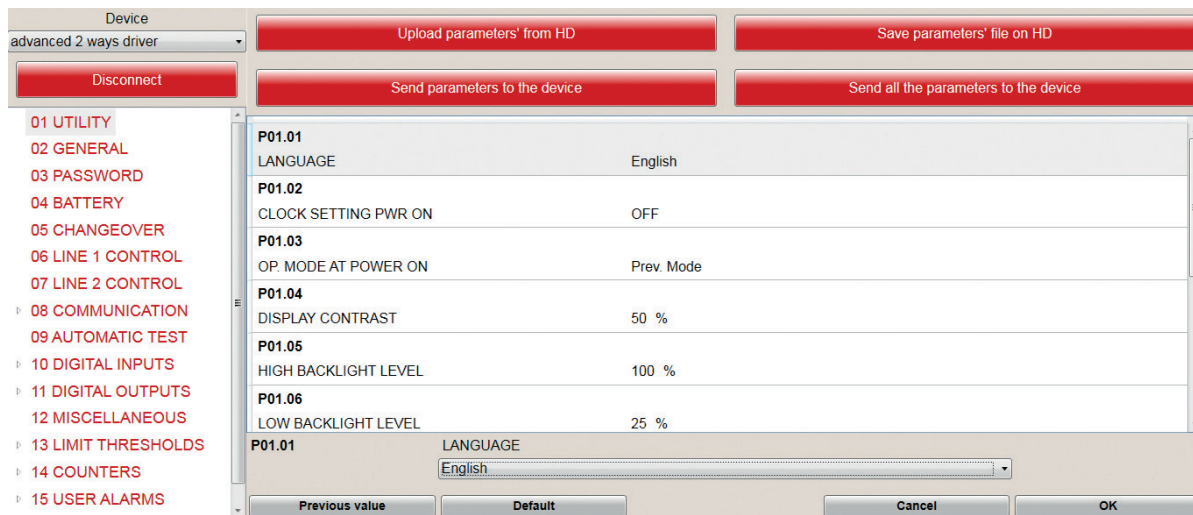 Device
advanced 2 ways driver
Disconnect
Upload parameters' from HD
Save parameters' file on HD
Send parameters to the device
Send all the parameters to the device
01 UTILITY
02 GENERAL
03 PASSWORD
04 BATTERY
05 CHANGEOVER
06 LINE 1 CONTROL
07 LINE 2 CONTROL
08 COMMUNICATION
09 AUTOMATIC TEST
10 DIGITAL INPUTS
11 DIGITAL OUTPUTS
12 MISCELLANEOUS
13 LIMIT THRESHOLDS
14 COUNTERS
15 USER ALARMS
P01.01
LANGUAGE English
P01.02
CLOCK SETTING PWR ON OFF
P01.03
OP. MODE AT POWER ON Prev. Mode
P01.04
DISPLAY CONTRAST 50 %
P01.05
HIGH BACKLIGHT LEVEL 100 %
P01.06
LOW BACKLIGHT LEVEL 25 %
P01.01 LANGUAGE
English
Previous value Default Cancel OK